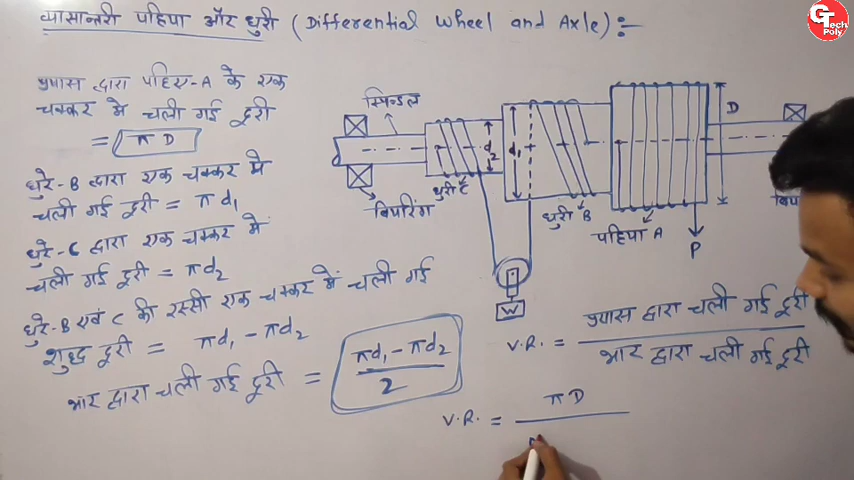 व्यासान्तरी पहिया और धुरी (Differential Wheel and Axle) :-
GTech Poly
प्रयास द्वारा पहिए-A के एक
चक्कर मे चली गई दूरी
= π D
धुरे-B द्वारा एक चक्कर मे
चली गई दूरी = πd₁
धुरे-C द्वारा एक चक्कर में
चली गई दूरी = πd₂
धुरे-B एवं C की रस्सी एक चक्कर में चली गई
शुद्ध दूरी = πd₁ - πd₂
भार द्वारा चली गई दूरी = πd₁ - πd₂
2
स्पिन्डल
D
d₂
d₁
धुरी C
बियरिंग
धुरी B
पहिया A
P
W
V.R. = प्रयास द्वारा चली गई दूरी
भार द्वारा चली गई दूरी
V.R. = πD